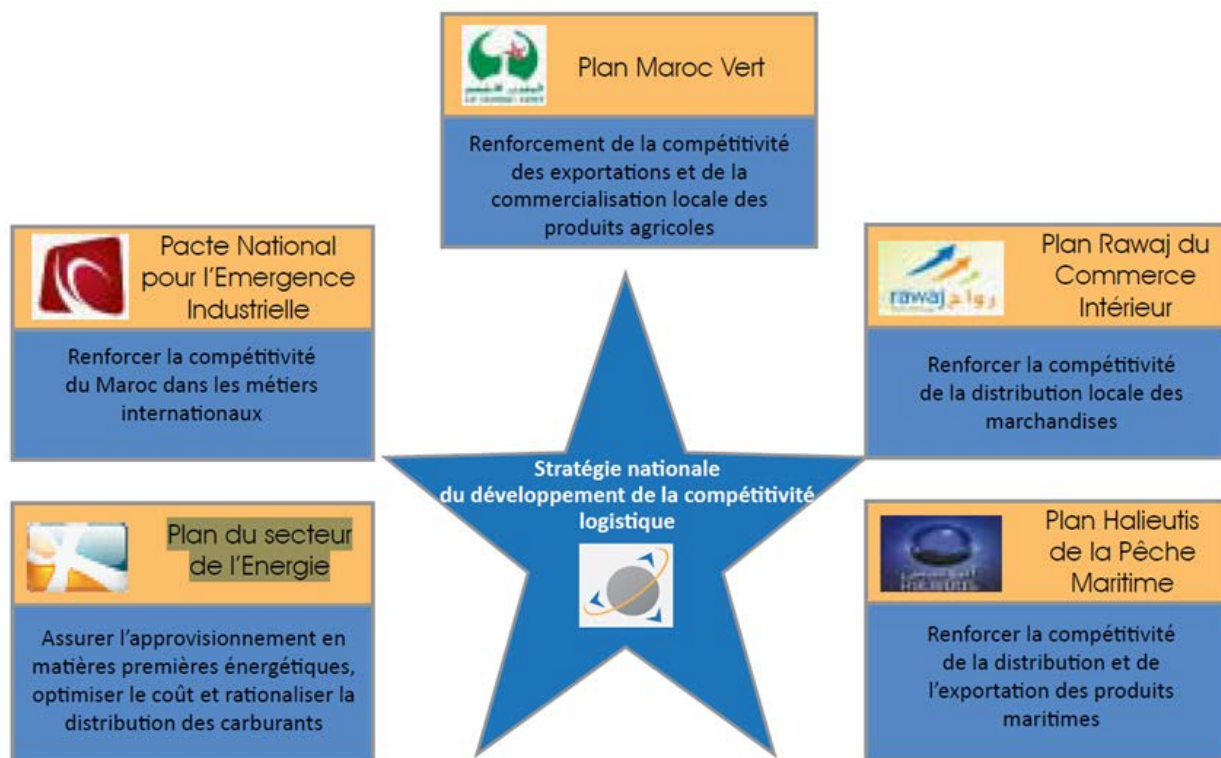 Plan Maroc Vert
Renforcement de la compétitivité
des exportations et de la
commercialisation locale des
produits agricoles
Pacte National
pour l'Emergence
Industrielle
Renforcer la compétitivité
du Maroc dans les métiers
internationaux
rawaj رواج
Plan Rawaj du
Commerce
Intérieur
Renforcer la compétitivité
de la distribution locale des
marchandises
Stratégie nationale
du développement de la compétitivité
logistique
Plan du secteur
de l'Energie
Assurer l'approvisionnement en
matières premières énergétiques,
optimiser le coût et rationaliser la
distribution des carburants
Plan Halieutis
de la Pêche
Maritime
Renforcer la compétitivité
de la distribution et de
l'exportation des produits
maritimes